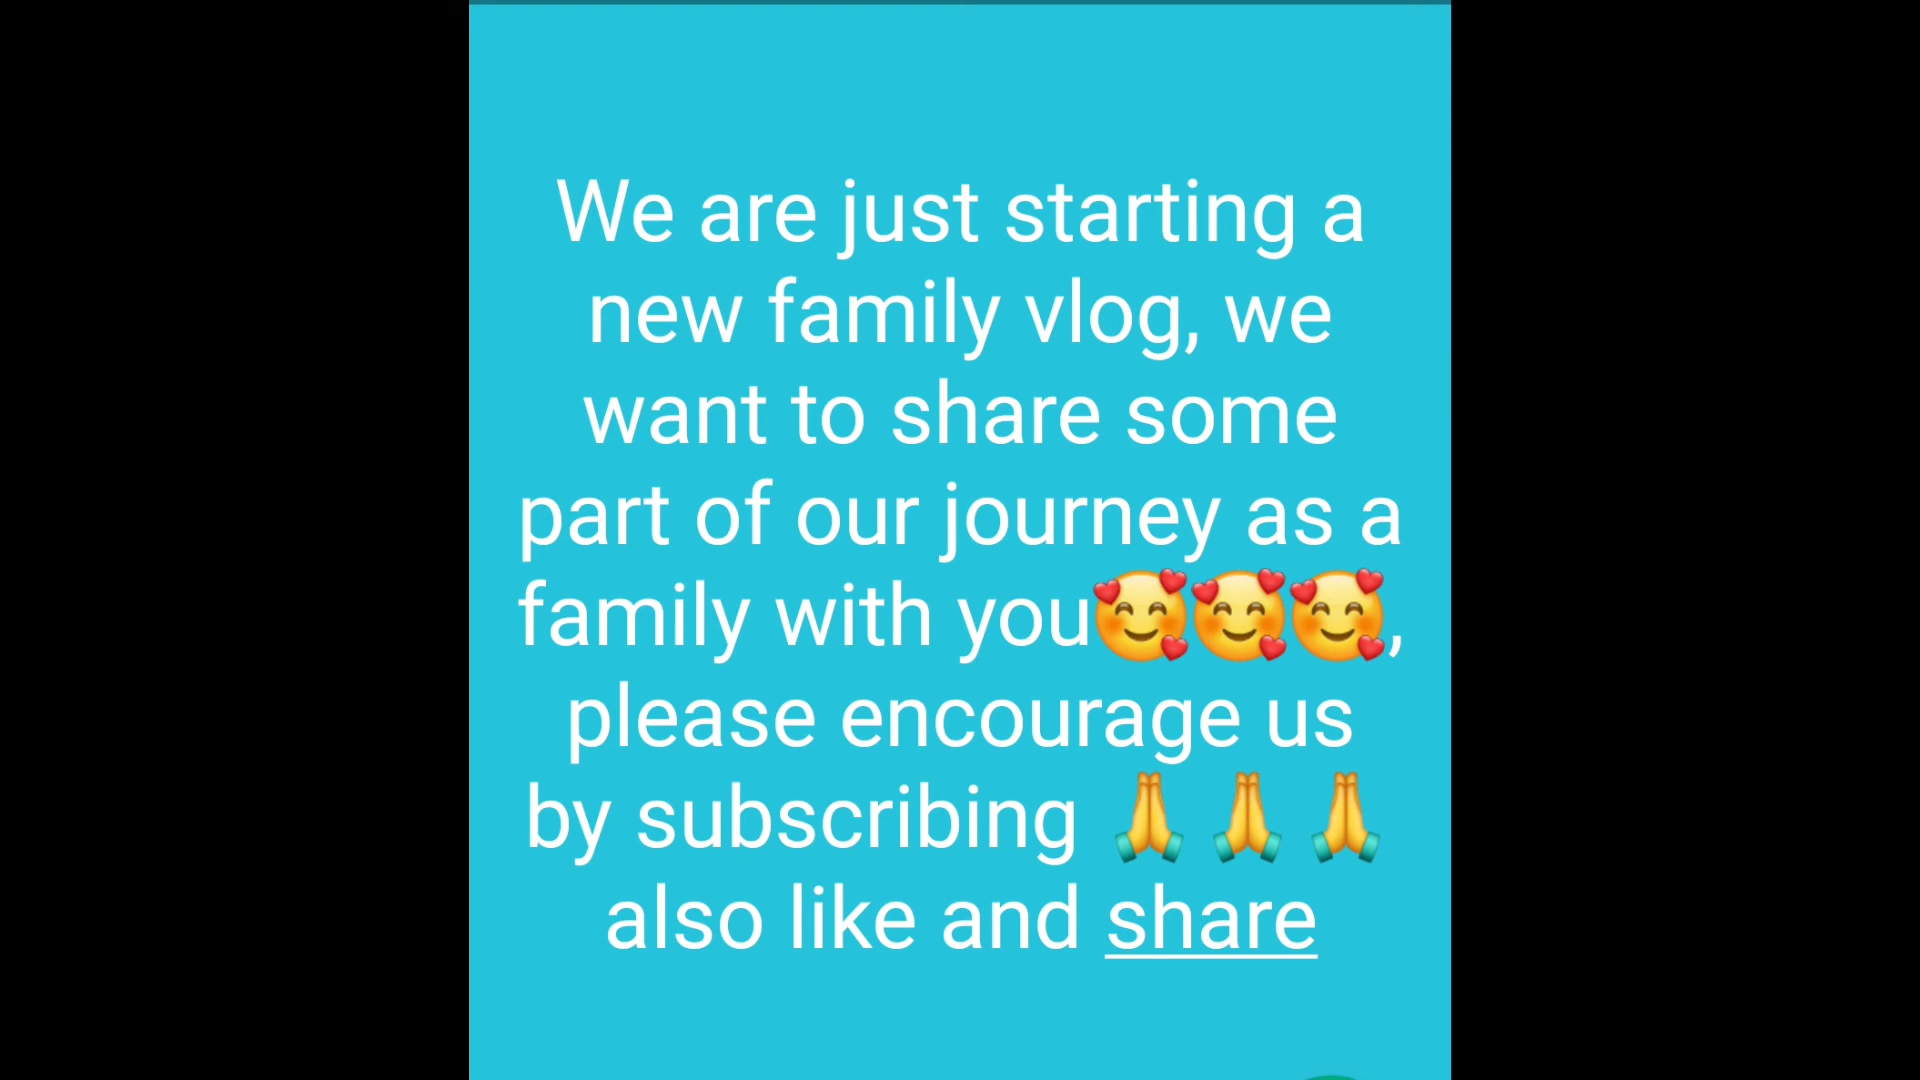 We are just starting a
new family vlog, we
want to share some
part of our journey as a
family with you🥰🥰🥰,
please encourage us
by subscribing 🙏🙏🙏
also like and share